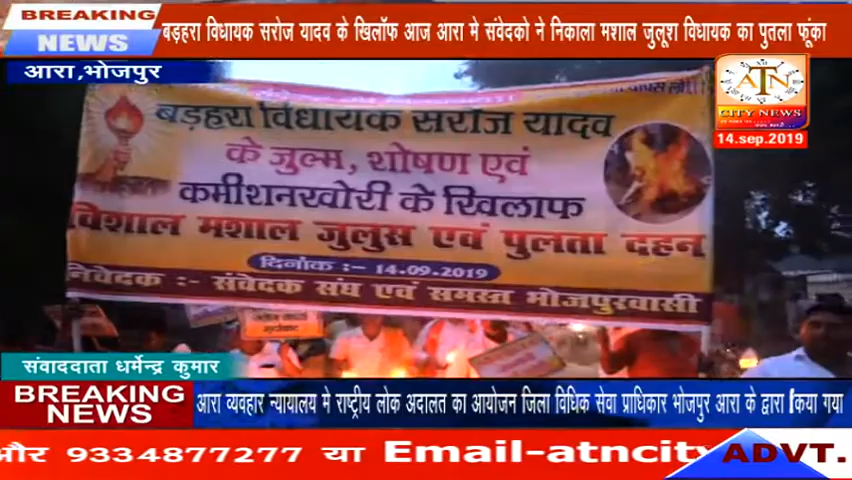 BREAKING
NEWS
बड़हरा विधायक सरोज यादव के खिलॉफ आज आरा मे संवेदको ने निकाला मशाल जुलूश विधायक का पुतला फूंका
आरा,भोजपुर
ATN
CITY NEWS
14.sep.2019
बड़हरा विधायक सरोज यादव
के जुल्म, शोषण एवं
कमीशनखोरी के खिलाफ
विशाल मशाल जुलुस एवं पुलता दहन
दिनांक :- 14.09.2019
निवेदक :- संवेदक संघ एवं समस्त भोजपुरवासी
संवाददाता धर्मेन्द्र कुमार
BREAKING
NEWS
आरा व्यवहार न्यायालय मे राष्ट्रीय लोक अदालत का आयोजन जिला विधिक सेवा प्राधिकार भोजपुर आरा के द्वारा किया गया
और 9334877277 या Email-atncity
ADVT.